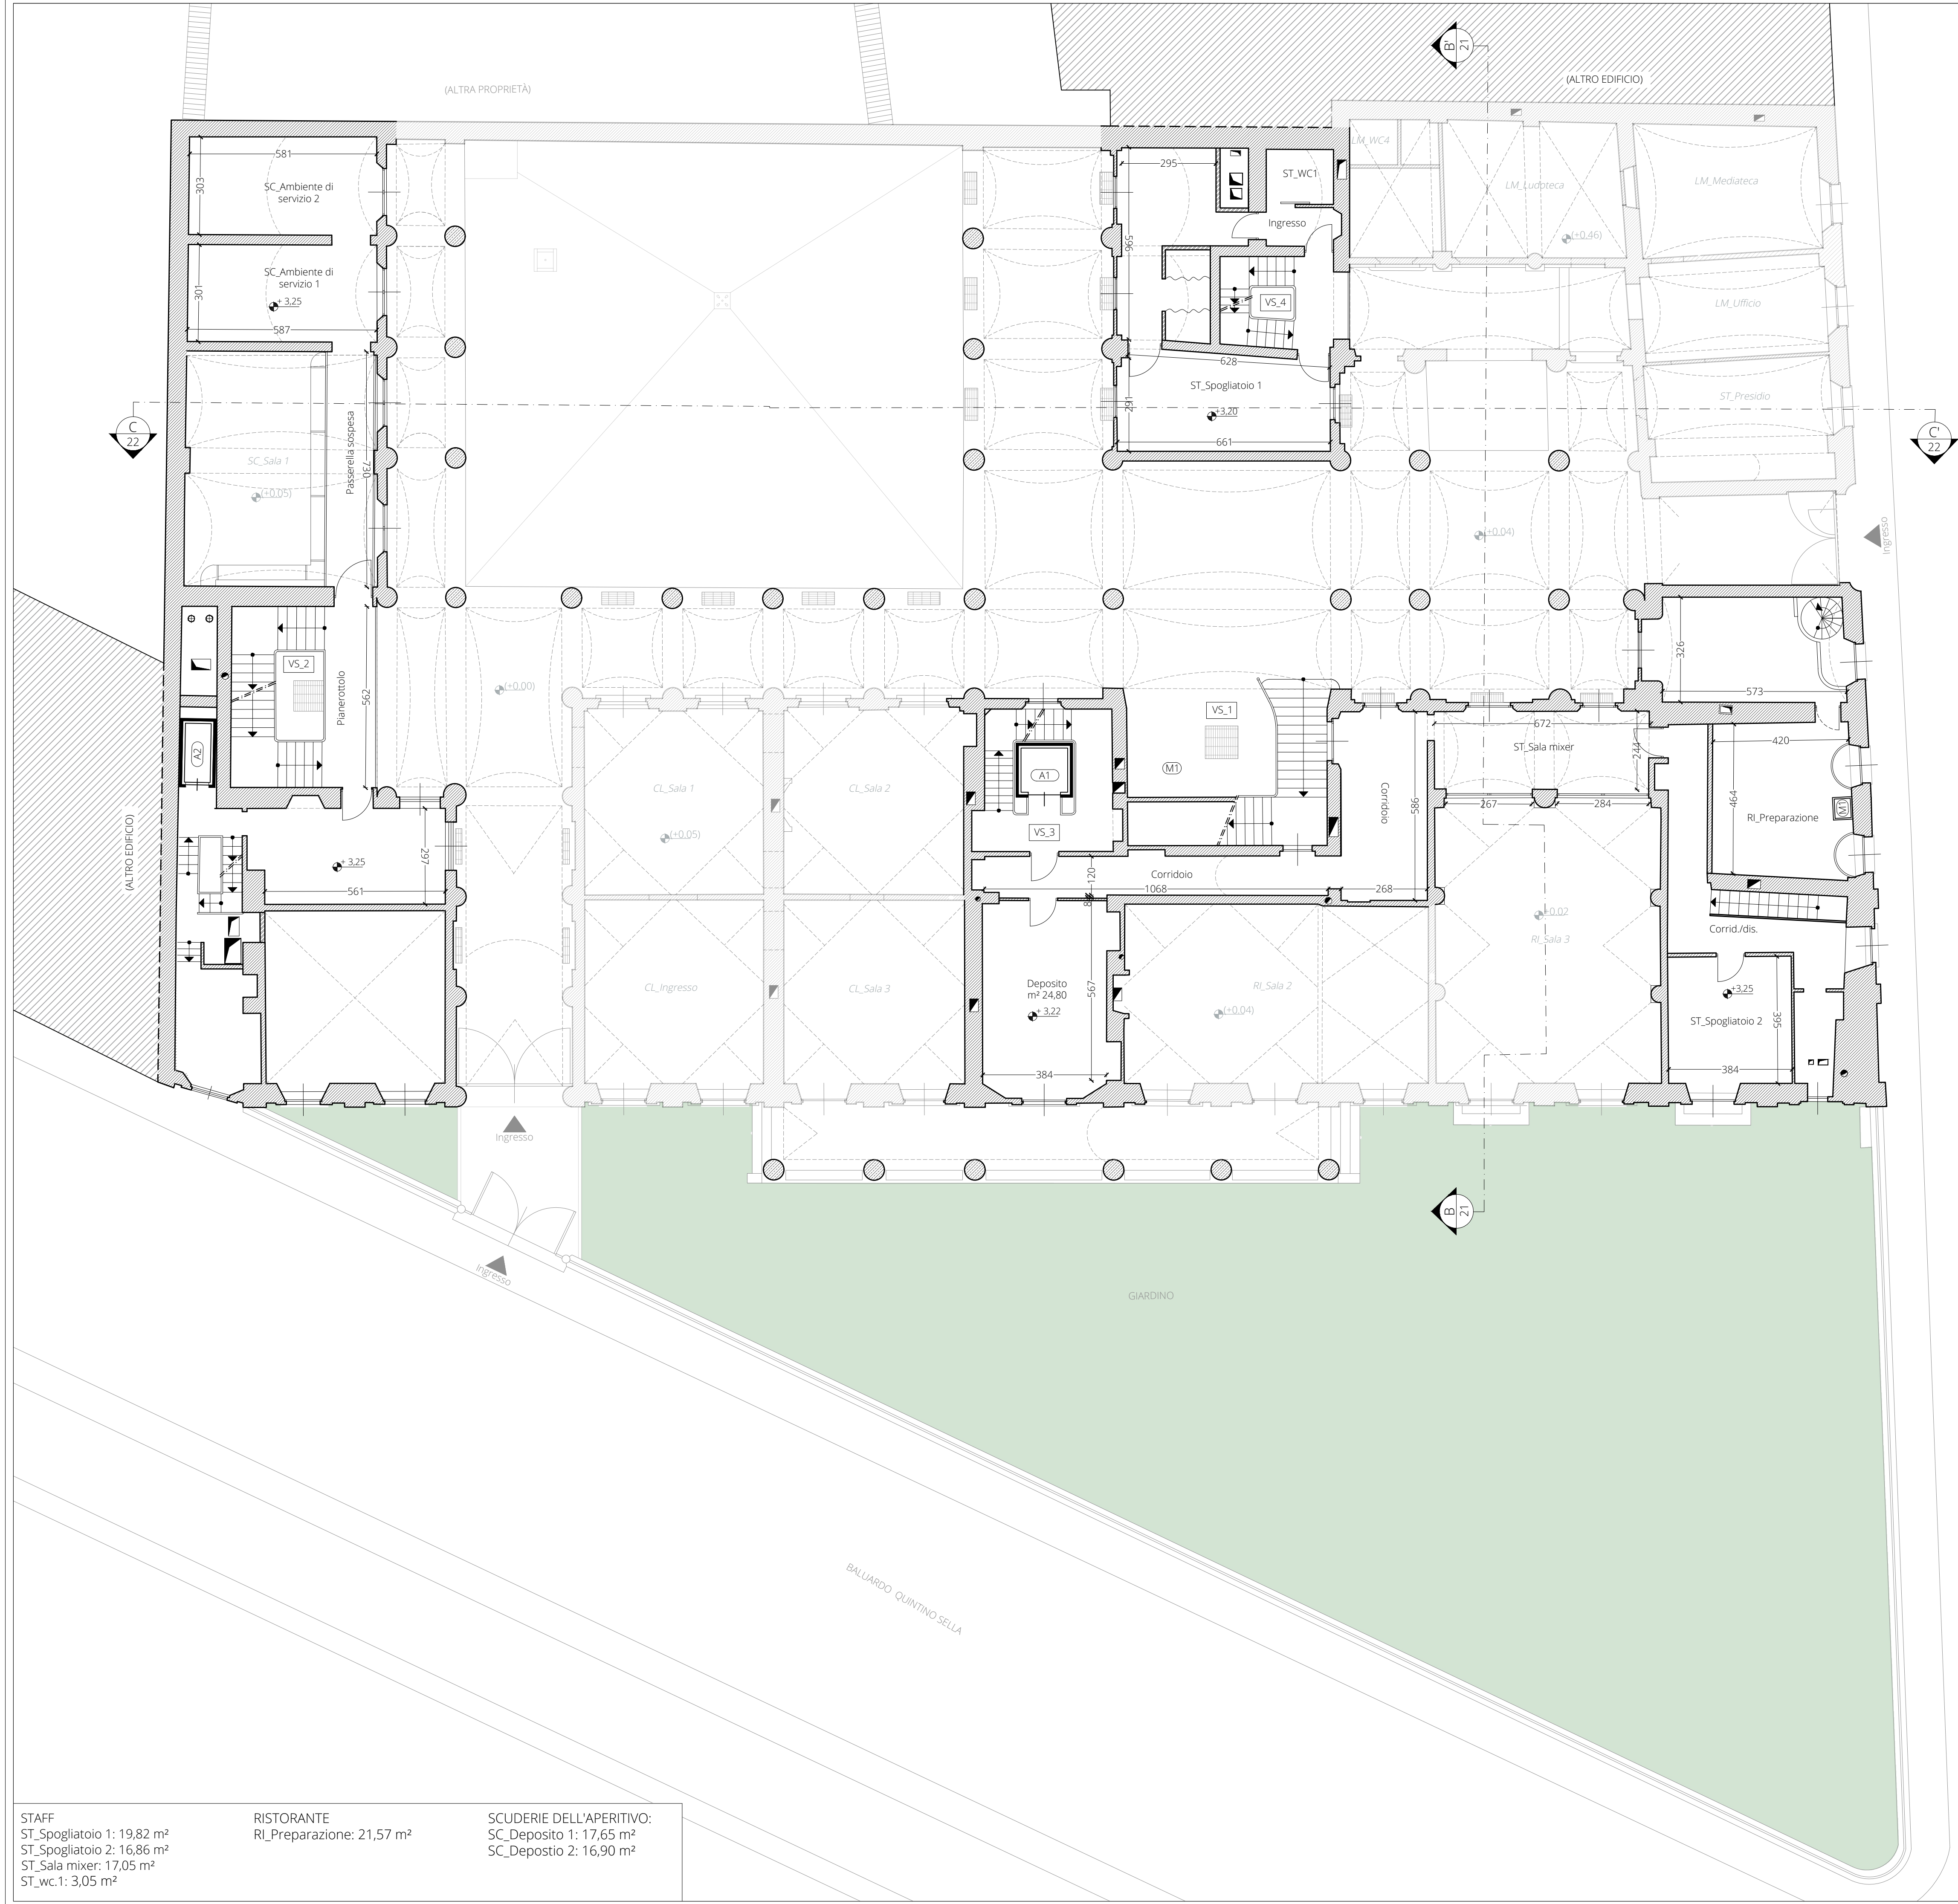 B'
21
(ALTRO EDIFICIO)
(ALTRA PROPRIETÀ)
581
303
SC_Ambiente di
servizio 2
301
SC_Ambiente di
servizio 1
+ 3,25
587
295
596
ST_WC1
Ingresso
VS_4
628
ST_Spogliatoio 1
+3,20
291
661
LM_WC4
LM_Ludoteca
LM_Mediateca
(+0.46)
LM_Ufficio
ST_Presidio
C
22
C'
22
Passerella sospesa
730
SC_Sala 1
(+0.05)
(+0.04)
Ingresso
VS_2
Pianerottolo
562
A2
(+0.00)
326
573
VS_1
M1
A1
VS_3
Corridoio
586
672
ST_Sala mixer
244
267
284
420
464
M1
RI_Preparazione
CL_Sala 1
(+0.05)
CL_Sala 2
(ALTRO EDIFICIO)
+ 3,25
297
561
120
8
1068
Corridoio
268
+0.02
RI_Sala 3
Corrid./dis.
CL_Ingresso
CL_Sala 3
Deposito
m² 24,80
+ 3,22
567
384
RI_Sala 2
(+0.04)
+3,25
ST_Spogliatoio 2
395
384
Ingresso
Ingresso
B
21
GIARDINO
BALUARDO QUINTINO SELLA
STAFF
ST_Spogliatoio 1: 19,82 m²
ST_Spogliatoio 2: 16,86 m²
ST_Sala mixer: 17,05 m²
ST_wc.1: 3,05 m²
RISTORANTE
RI_Preparazione: 21,57 m²
SCUDERIE DELL'APERITIVO:
SC_Deposito 1: 17,65 m²
SC_Depostio 2: 16,90 m²